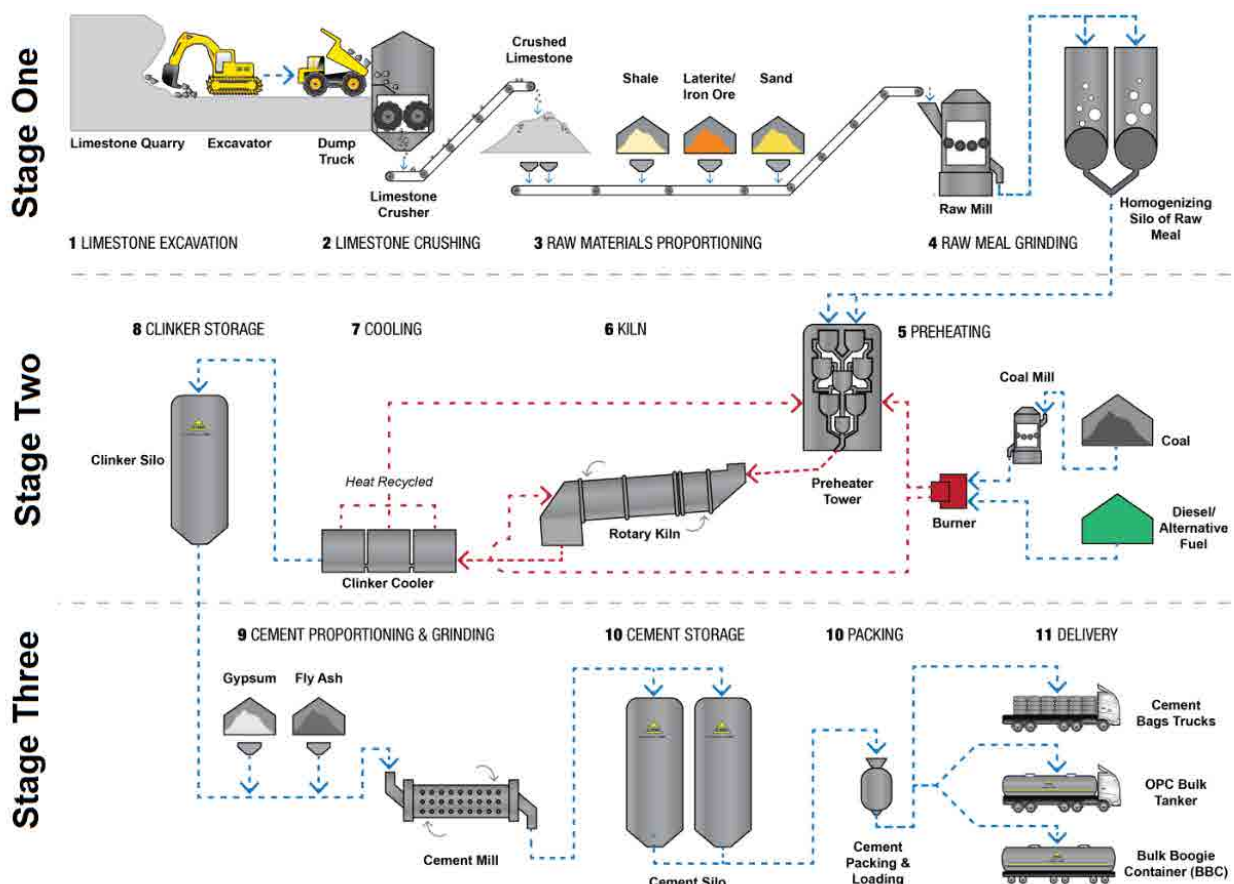 Stage One
Limestone Quarry
Excavator
Dump
Truck
Limestone
Crusher
Crushed
Limestone
Shale
Laterite/
Iron Ore
Sand
Raw Mill
Homogenizing
Silo of Raw
Meal
1 LIMESTONE EXCAVATION
2 LIMESTONE CRUSHING
3 RAW MATERIALS PROPORTIONING
4 RAW MEAL GRINDING
Stage Two
8 CLINKER STORAGE
7 COOLING
6 KILN
5 PREHEATING
Clinker Silo
Heat Recycled
Clinker Cooler
Rotary Kiln
Preheater
Tower
Coal Mill
Coal
Burner
Diesel/
Alternative
Fuel
Stage Three
9 CEMENT PROPORTIONING & GRINDING
10 CEMENT STORAGE
10 PACKING
11 DELIVERY
Gypsum
Fly Ash
Cement Mill
Cement Silo
Cement
Packing &
Loading
Cement
Bags Trucks
OPC Bulk
Tanker
Bulk Boogie
Container (BBC)